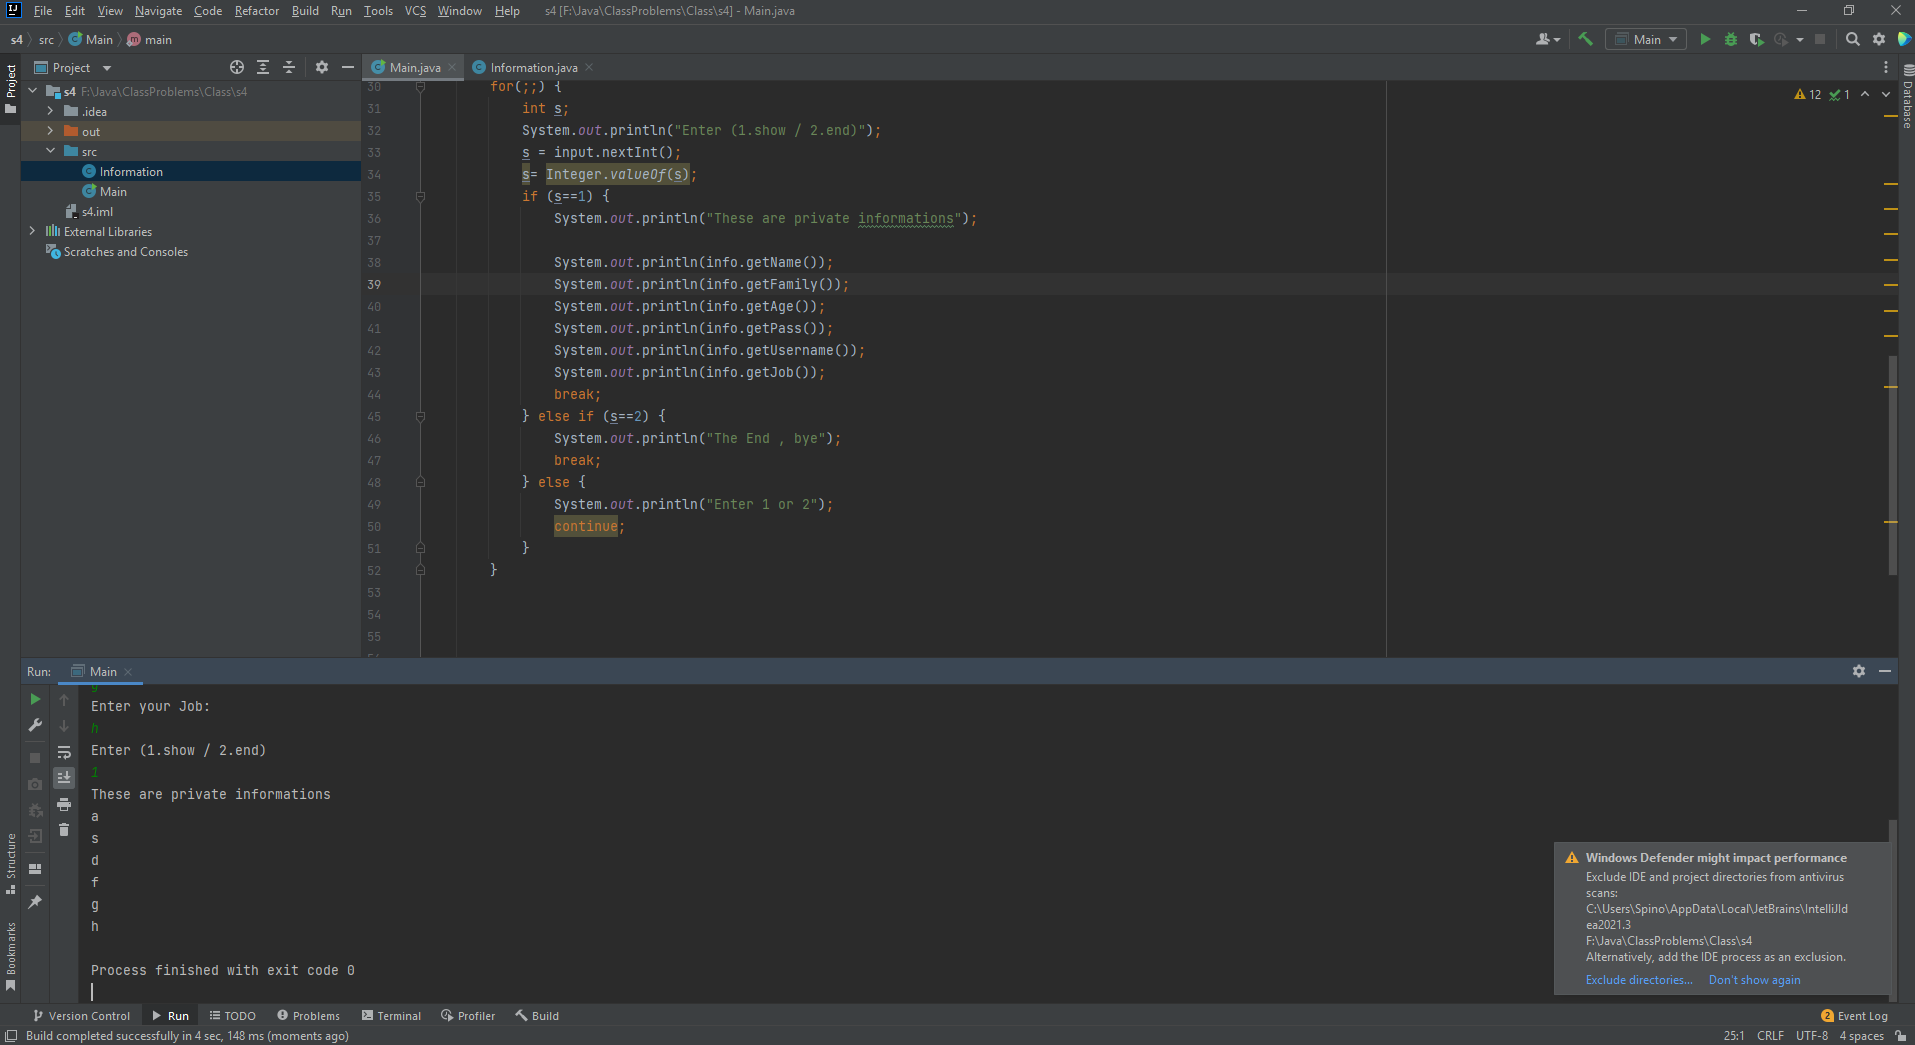 File Edit View Navigate Code Refactor Build Run Tools VCS Window Help s4 [F:\Java\ClassProblems\Class\s4] - Main.java
s4 src Main main
Main
Project
Main.java Information.java
s4 F:\Java\ClassProblems\Class\s4
.idea
out
src
Information
Main
s4.iml
External Libraries
Scratches and Consoles
Project
Structure
Bookmarks
Database
12 1
30 for(;;) {
31 int s;
32 System.out.println("Enter (1.show / 2.end)");
33 s = input.nextInt();
34 s= Integer.valueOf(s);
35 if (s==1) {
36 System.out.println("These are private informations");
37
38 System.out.println(info.getName());
39 System.out.println(info.getFamily());
40 System.out.println(info.getAge());
41 System.out.println(info.getPass());
42 System.out.println(info.getUsername());
43 System.out.println(info.getJob());
44 break;
45 } else if (s==2) {
46 System.out.println("The End , bye");
47 break;
48 } else {
49 System.out.println("Enter 1 or 2");
50 continue;
51 }
52 }
53
54
55
Run: Main
g
Enter your Job:
h
Enter (1.show / 2.end)
1
These are private informations
a
s
d
f
g
h
Process finished with exit code 0
Windows Defender might impact performance
Exclude IDE and project directories from antivirus
scans:
C:\Users\Spino\AppData\Local\JetBrains\IntelliJId
ea2021.3
F:\Java\ClassProblems\Class\s4
Alternatively, add the IDE process as an exclusion.
Exclude directories... Don't show again
Version Control Run TODO Problems Terminal Profiler Build 2 Event Log
Build completed successfully in 4 sec, 148 ms (moments ago) 25:1 CRLF UTF-8 4 spaces